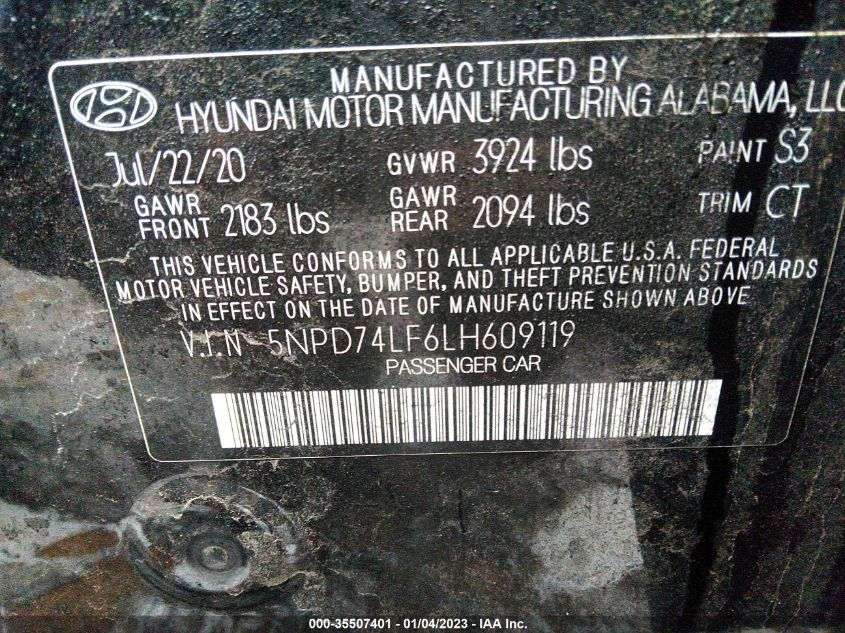 MANUFACTURED BY
HYUNDAI MOTOR MANUFACTURING ALABAMA, LLC
Jul/22/20 GVWR 3924 lbs PAINT S3
GAWR FRONT 2183 lbs GAWR REAR 2094 lbs TRIM CT
THIS VEHICLE CONFORMS TO ALL APPLICABLE U.S.A. FEDERAL
MOTOR VEHICLE SAFETY, BUMPER, AND THEFT PREVENTION STANDARDS
IN EFFECT ON THE DATE OF MANUFACTURE SHOWN ABOVE
V.I.N 5NPD74LF6LH609119
PASSENGER CAR
000-35507401 - 01/04/2023 - IAA Inc.